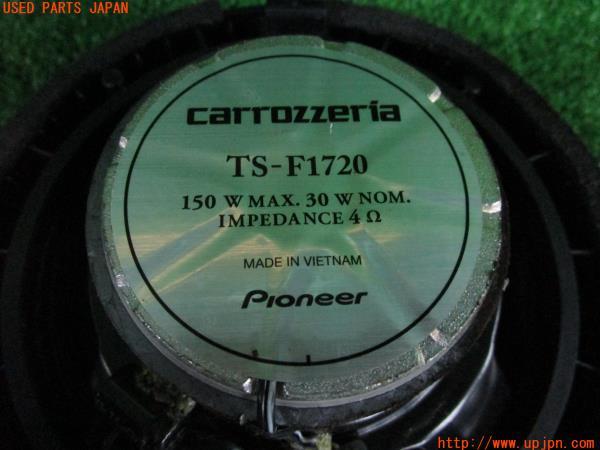 USED PARTS JAPAN
carrozzeria
TS-F1720
150 W MAX. 30 W NOM.
IMPEDANCE 4 Ω
MADE IN VIETNAM
Pioneer
http://www.upjpn.com/